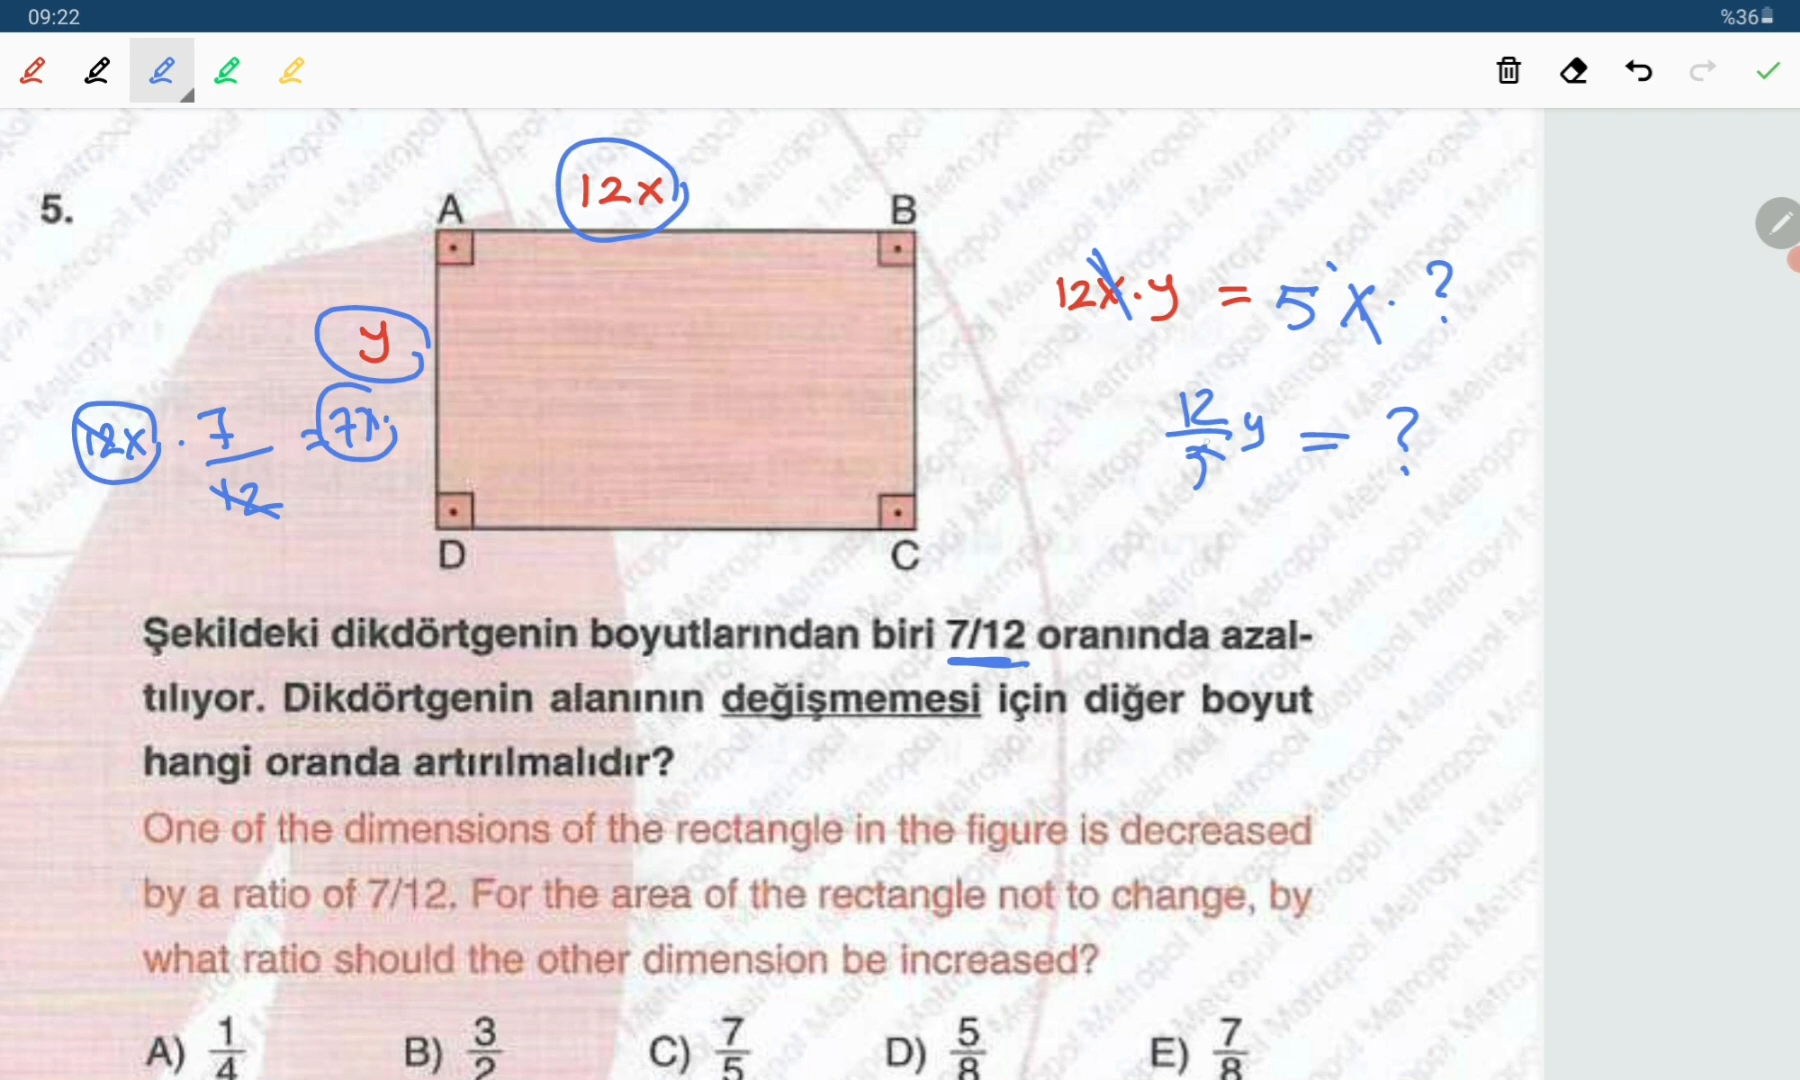 09:22
%36
5.
A
12x
B
y
12x · 7/12 = 7x
12x · y = 5x · ?
12/5 y = ?
D
C
Şekildeki dikdörtgenin boyutlarından biri 7/12 oranında azal-
tılıyor. Dikdörtgenin alanının değişmemesi için diğer boyut
hangi oranda artırılmalıdır?
One of the dimensions of the rectangle in the figure is decreased
by a ratio of 7/12. For the area of the rectangle not to change, by
what ratio should the other dimension be increased?
A) 1/4 B) 3/2 C) 7/5 D) 5/8 E) 7/8